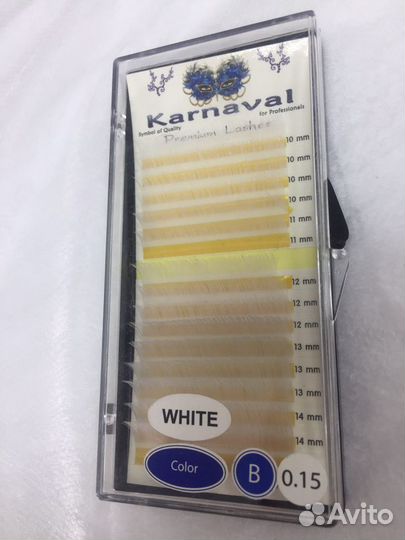 Karnaval
Symbol of Quality for Professionals
Premium Lashes
10 mm
10 mm
10 mm
10 mm
11 mm
11 mm
12 mm
12 mm
12 mm
13 mm
13 mm
13 mm
14 mm
14 mm
WHITE
Color
B
0.15
Avito